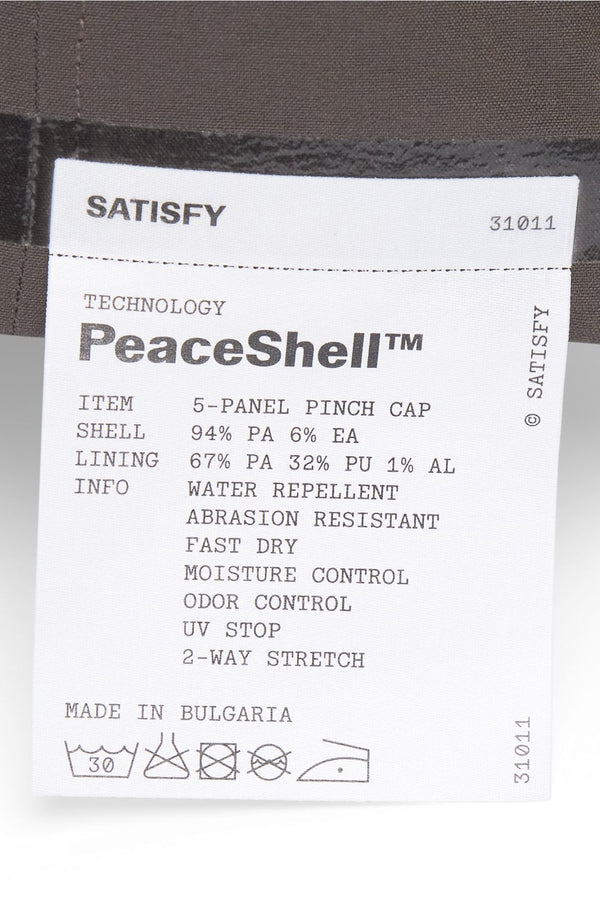 SATISFY
31011
TECHNOLOGY
PeaceShell™
© SATISFY
ITEM 5-PANEL PINCH CAP
SHELL 94% PA 6% EA
LINING 67% PA 32% PU 1% AL
INFO WATER REPELLENT
ABRASION RESISTANT
FAST DRY
MOISTURE CONTROL
ODOR CONTROL
UV STOP
2-WAY STRETCH
MADE IN BULGARIA
30
31011